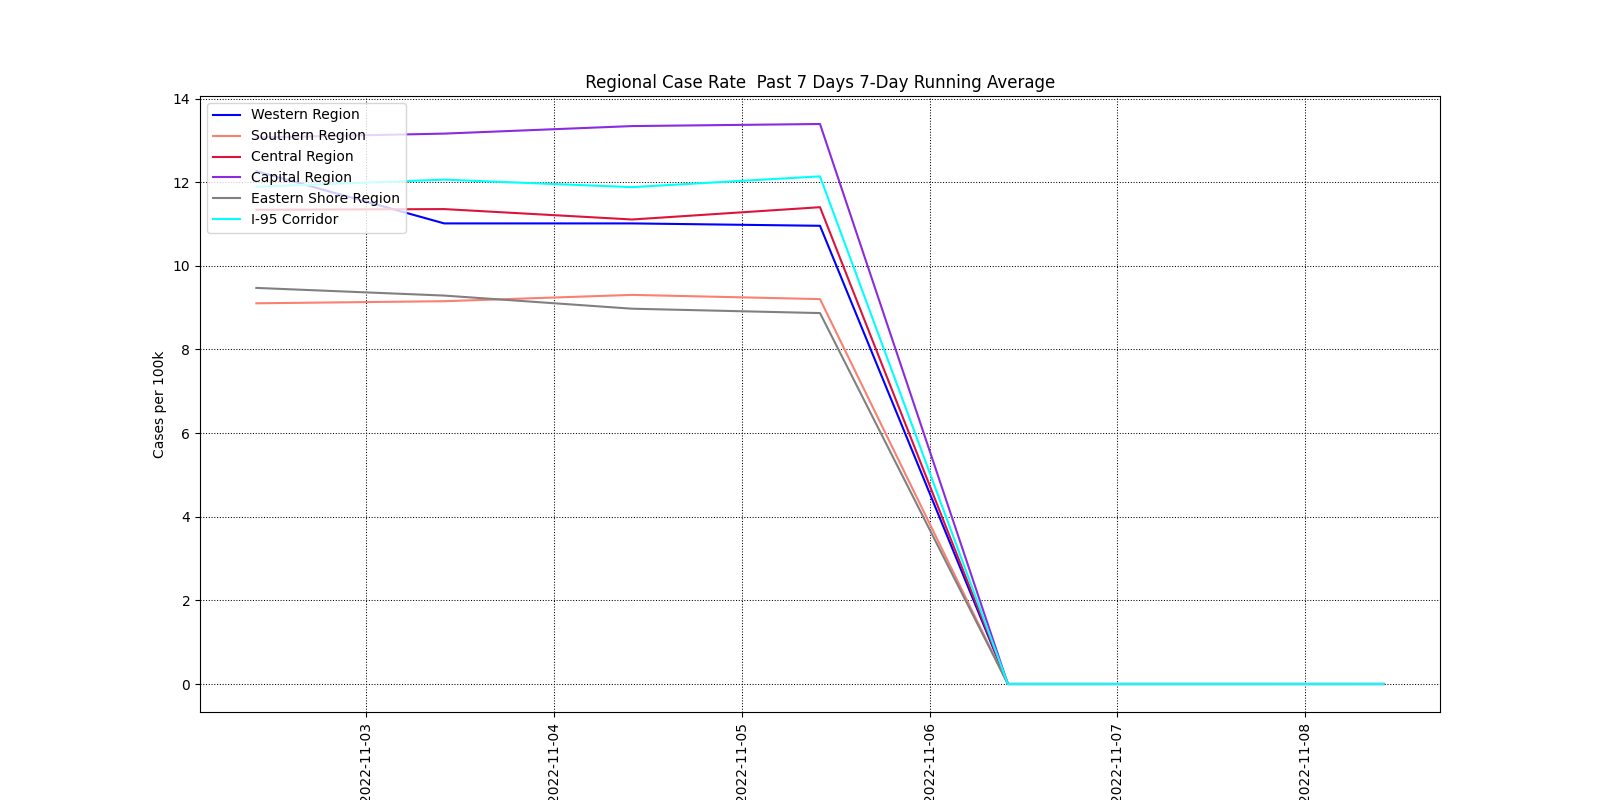 Regional Case Rate  Past 7 Days 7-Day Running Average
14
12
10
8
6
4
2
0
Cases per 100k
Western Region
Southern Region
Central Region
Capital Region
Eastern Shore Region
I-95 Corridor
2022-11-03
2022-11-04
2022-11-05
2022-11-06
2022-11-07
2022-11-08